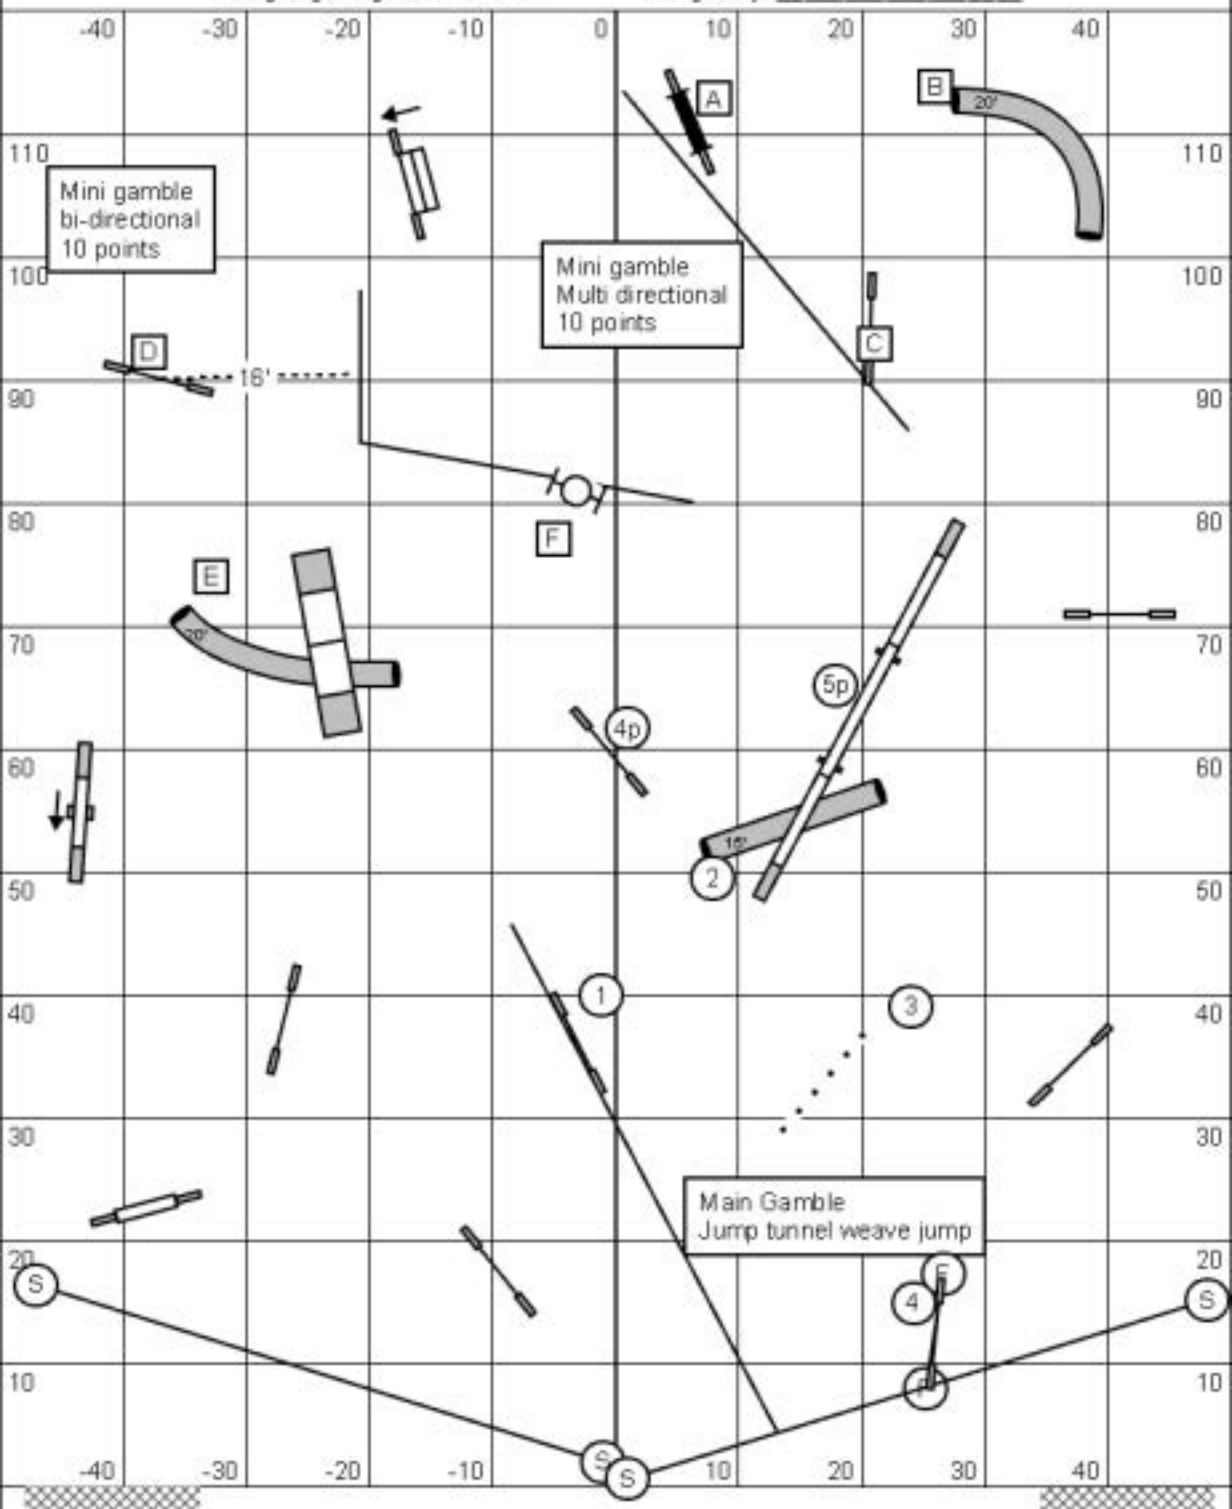 -40 -30 -20 -10 0 10 20 30 40
A
B
20'
110 110
Mini gamble
bi-directional
10 points
100 100
Mini gamble
Multi directional
10 points
C
D
16'
90 90
80 80
F
E
20'
70 70
5p
4p
60 60
15'
2
50 50
1
3
40 40
30 30
Main Gamble
Jump tunnel weave jump
20 20
S
F
4
S
10 10
F
S
S
-40 -30 -20 -10 10 20 30 40